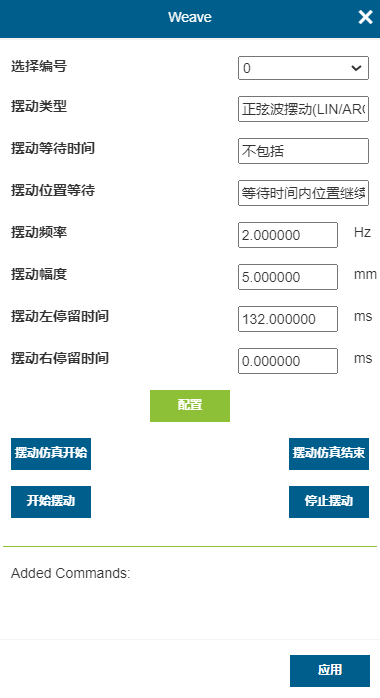 Weave ×
选择编号 0
摆动类型 正弦波摆动(LIN/ARC
摆动等待时间 不包括
摆动位置等待 等待时间内位置继续
摆动频率 2.000000 Hz
摆动幅度 5.000000 mm
摆动左停留时间 132.000000 ms
摆动右停留时间 0.000000 ms
配置
摆动仿真开始 摆动仿真结束
开始摆动 停止摆动
Added Commands:
应用